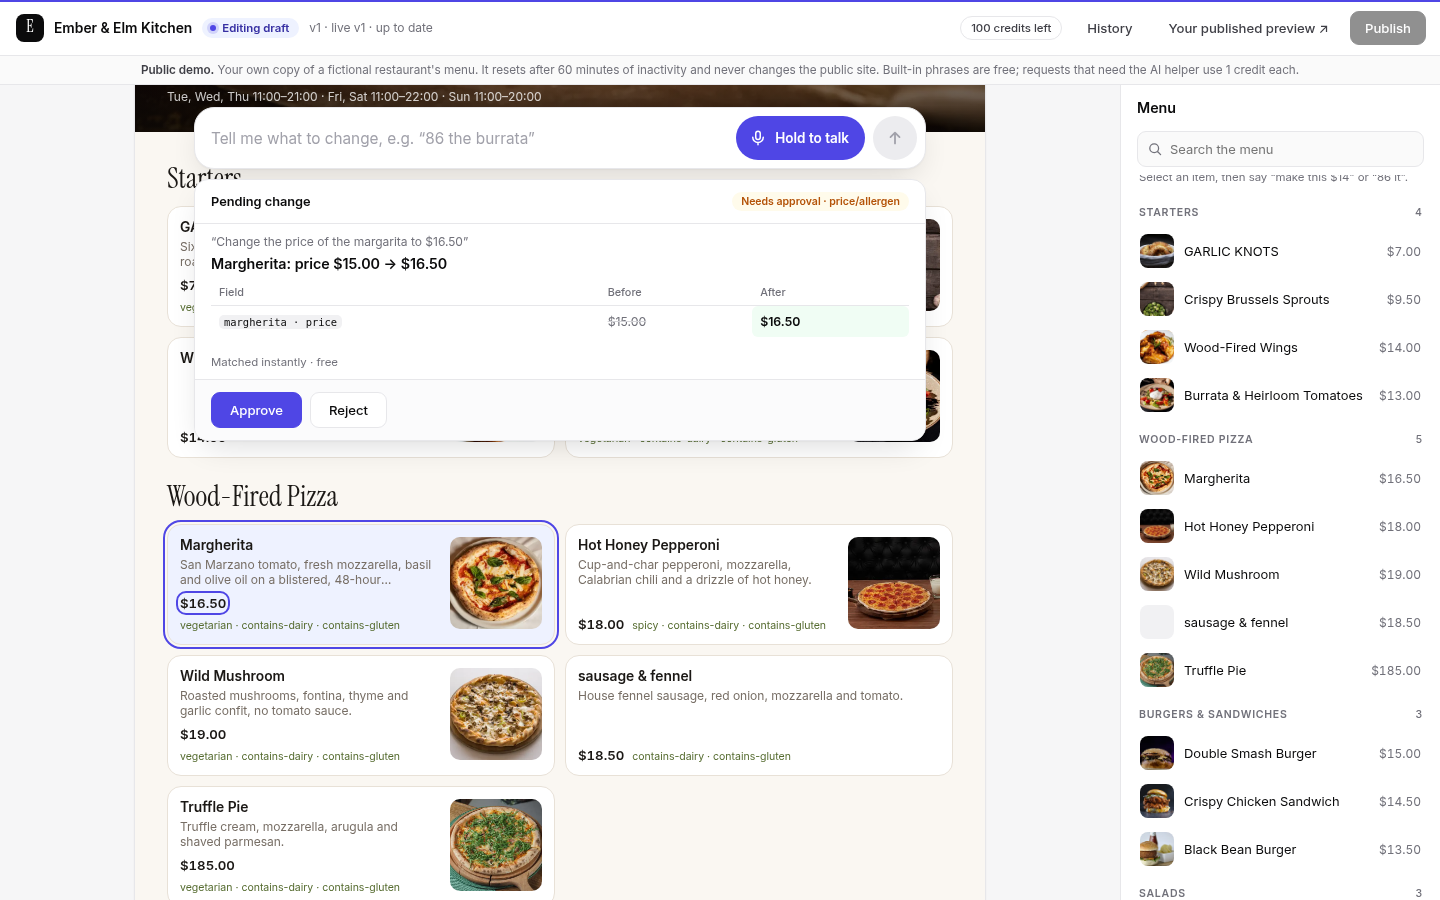 E
Ember & Elm Kitchen
Editing draft
v1 · live v1 · up to date
100 credits left
History
Your published preview ↗
Publish
Public demo. Your own copy of a fictional restaurant's menu. It resets after 60 minutes of inactivity and never changes the public site. Built-in phrases are free; requests that need the AI helper use 1 credit each.
Tue, Wed, Thu 11:00–21:00 · Fri, Sat 11:00–22:00 · Sun 11:00–20:00
Tell me what to change, e.g. “86 the burrata”
Hold to talk
Starters
Pending change
Needs approval · price/allergen
“Change the price of the margarita to $16.50”
Margherita: price $15.00 → $16.50
Field Before After
margherita · price $15.00 $16.50
Matched instantly · free
Approve
Reject
Wood-Fired Pizza
Margherita
San Marzano tomato, fresh mozzarella, basil
and olive oil on a blistered, 48-hour...
$16.50
vegetarian · contains-dairy · contains-gluten
Hot Honey Pepperoni
Cup-and-char pepperoni, mozzarella,
Calabrian chili and a drizzle of hot honey.
$18.00 spicy · contains-dairy · contains-gluten
Wild Mushroom
Roasted mushrooms, fontina, thyme and
garlic confit, no tomato sauce.
$19.00
vegetarian · contains-dairy · contains-gluten
sausage & fennel
House fennel sausage, red onion, mozzarella and tomato.
$18.50 contains-dairy · contains-gluten
Truffle Pie
Truffle cream, mozzarella, arugula and
shaved parmesan.
$185.00
vegetarian · contains-dairy · contains-gluten
Menu
Search the menu
Select an item, then say "make this $14" or "86 it".
STARTERS 4
GARLIC KNOTS $7.00
Crispy Brussels Sprouts $9.50
Wood-Fired Wings $14.00
Burrata & Heirloom Tomatoes $13.00
WOOD-FIRED PIZZA 5
Margherita $16.50
Hot Honey Pepperoni $18.00
Wild Mushroom $19.00
sausage & fennel $18.50
Truffle Pie $185.00
BURGERS & SANDWICHES 3
Double Smash Burger $15.00
Crispy Chicken Sandwich $14.50
Black Bean Burger $13.50
SALADS 3